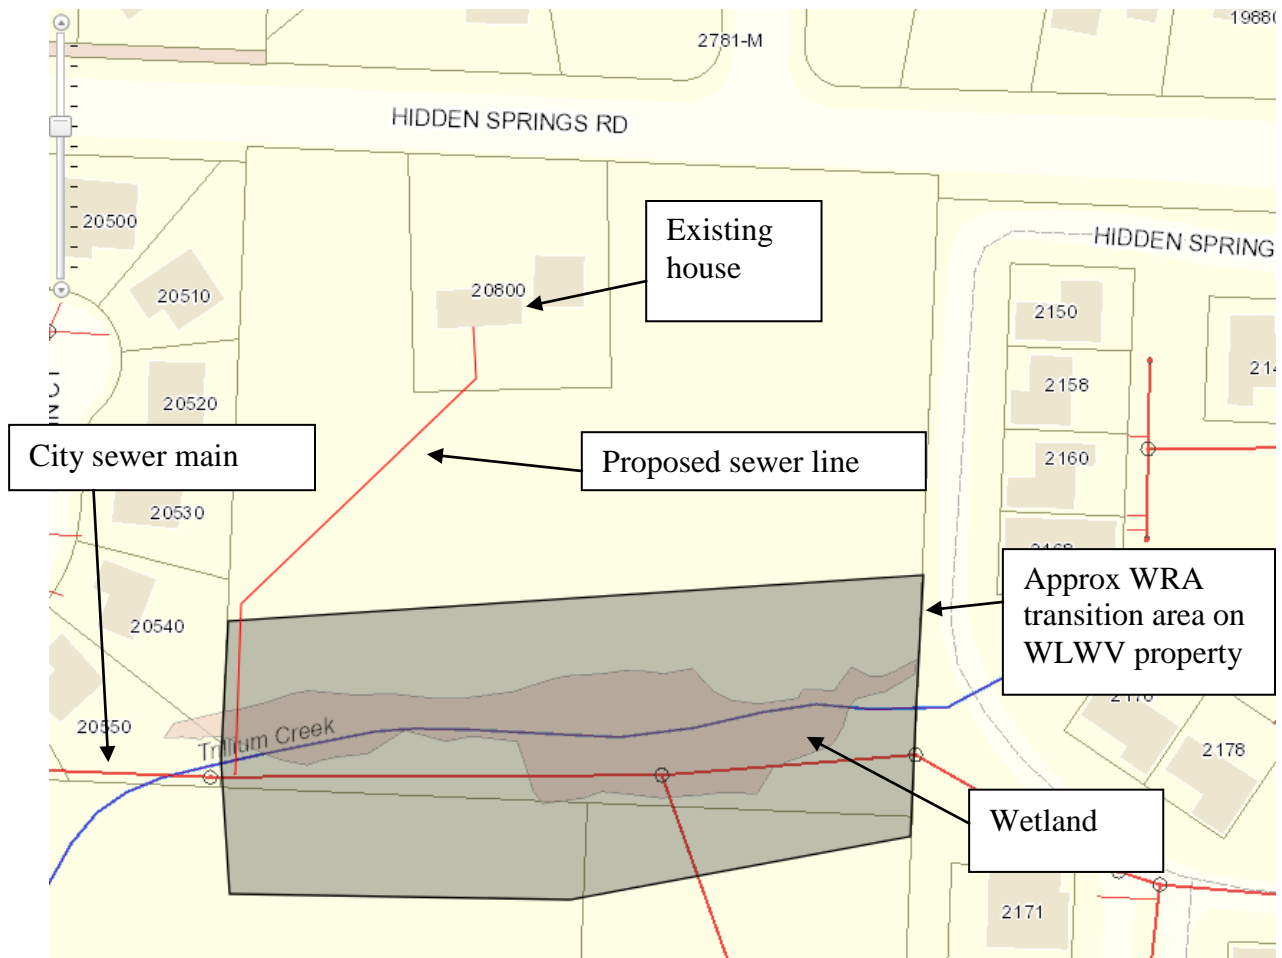 19880
2781-M
HIDDEN SPRINGS RD
20500
Existing
house
HIDDEN SPRING
20510
20800
2150
2158
214
20520
City sewer main
Proposed sewer line
2160
20530
2168
Approx WRA
transition area on
WLWV property
20540
20550
Trillium Creek
2176
2178
Wetland
2171